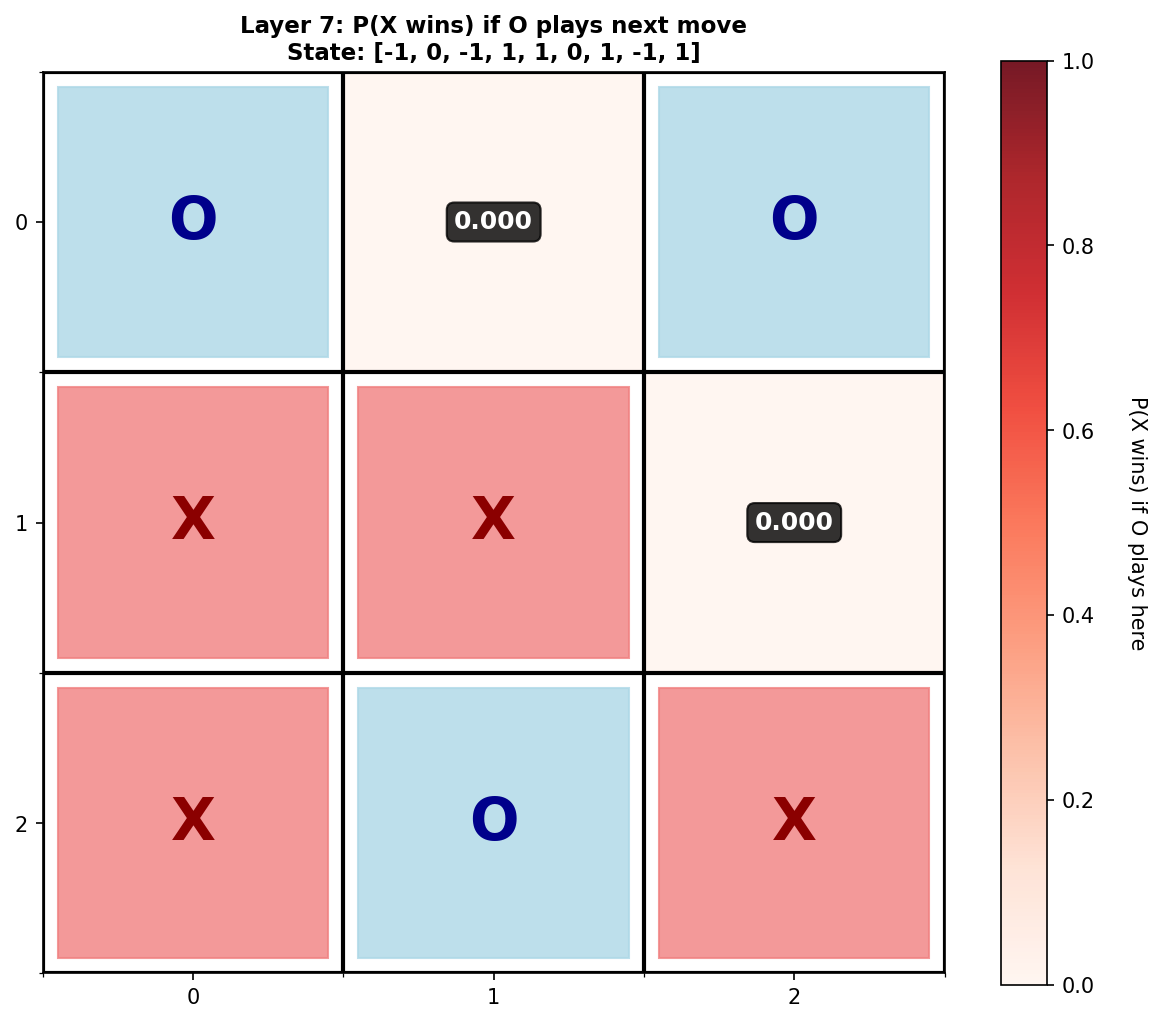 Layer 7: P(X wins) if O plays next move
State: [-1, 0, -1, 1, 1, 0, 1, -1, 1]
0
O
0.000
O
1
X
X
0.000
2
X
O
X
0
1
2
1.0
0.8
0.6
0.4
0.2
0.0
P(X wins) if O plays here